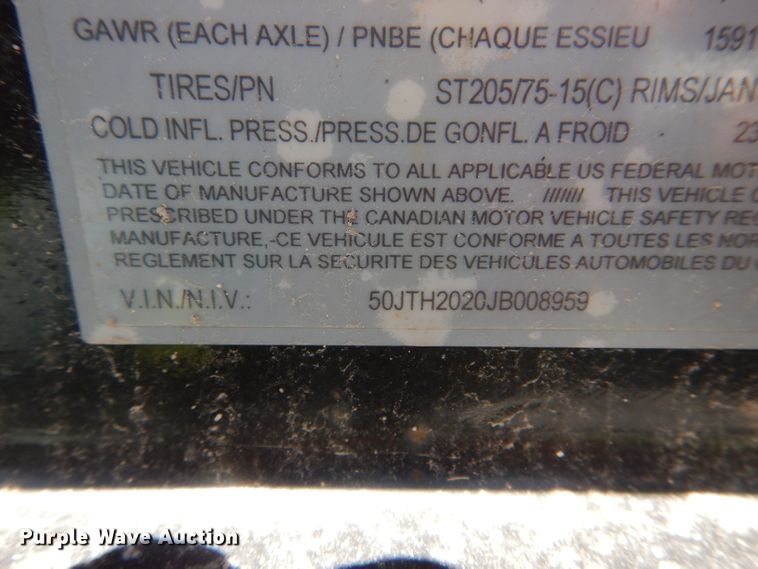 GAWR (EACH AXLE) / PNBE (CHAQUE ESSIEU 1591
TIRES/PN ST205/75-15(C) RIMS/JAN
COLD INFL. PRESS./PRESS.DE GONFL. A FROID 23
THIS VEHICLE CONFORMS TO ALL APPLICABLE US FEDERAL MOT
DATE OF MANUFACTURE SHOWN ABOVE. /////// THIS VEHICLE C
PRESCRIBED UNDER THE CANADIAN MOTOR VEHICLE SAFETY REG
MANUFACTURE,-CE VEHICULE EST CONFORME A TOUTES LES NOR
REGLEMENT SUR LA SECURITE DES VEHICULES AUTOMOBILES DU
V.I.N./N.I.V.: 50JTH2020JB008959
Purple Wave Auction